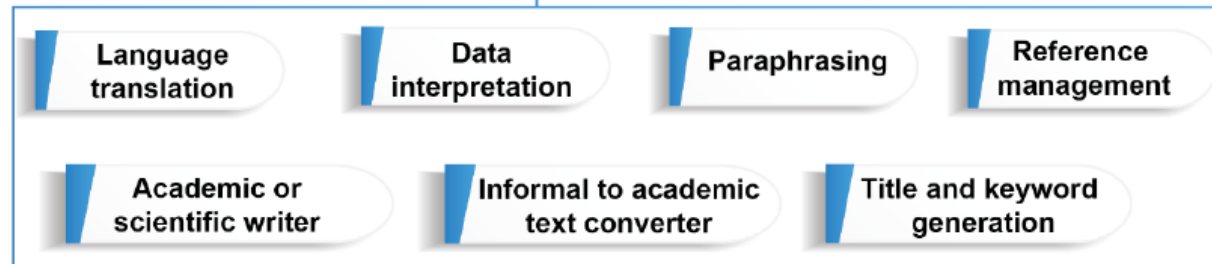 Language
translation
Data
interpretation
Paraphrasing
Reference
management
Academic or
scientific writer
Informal to academic
text converter
Title and keyword
generation